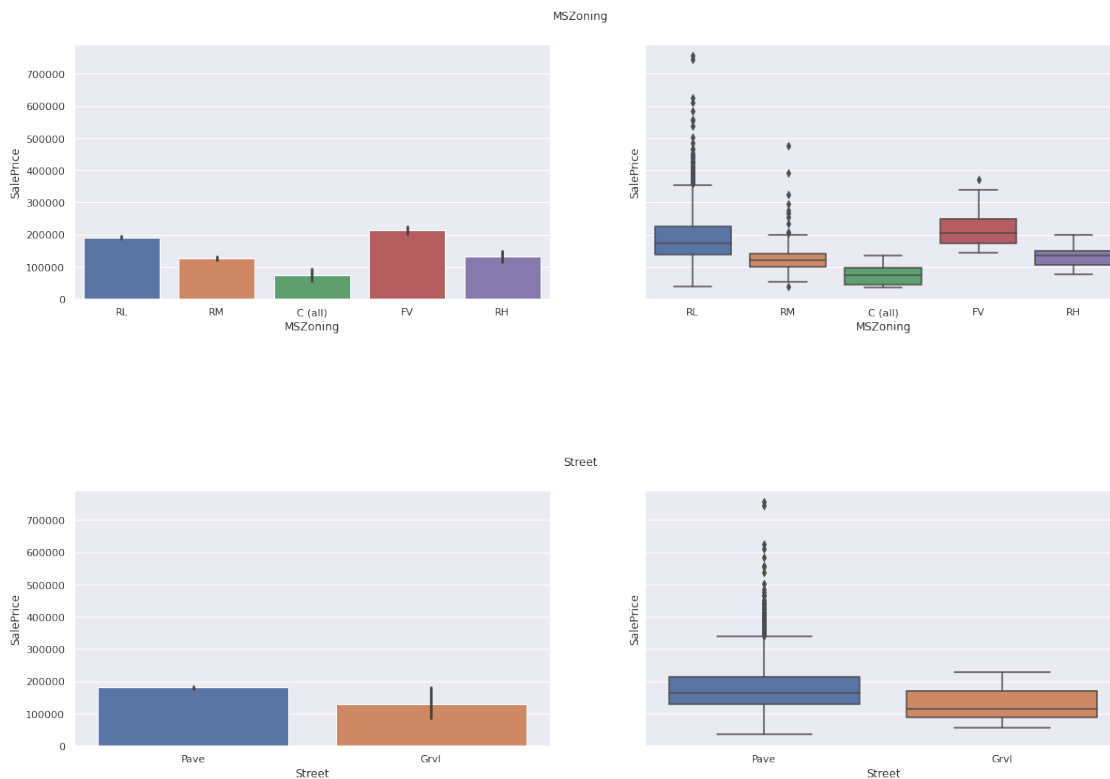 MSZoning
700000
600000
500000
400000
300000
200000
100000
0
SalePrice
RL RM C (all) FV RH
MSZoning
SalePrice
RL RM C (all) FV RH
MSZoning
Street
700000
600000
500000
400000
300000
200000
100000
0
SalePrice
Pave Grvl
Street
SalePrice
Pave Grvl
Street